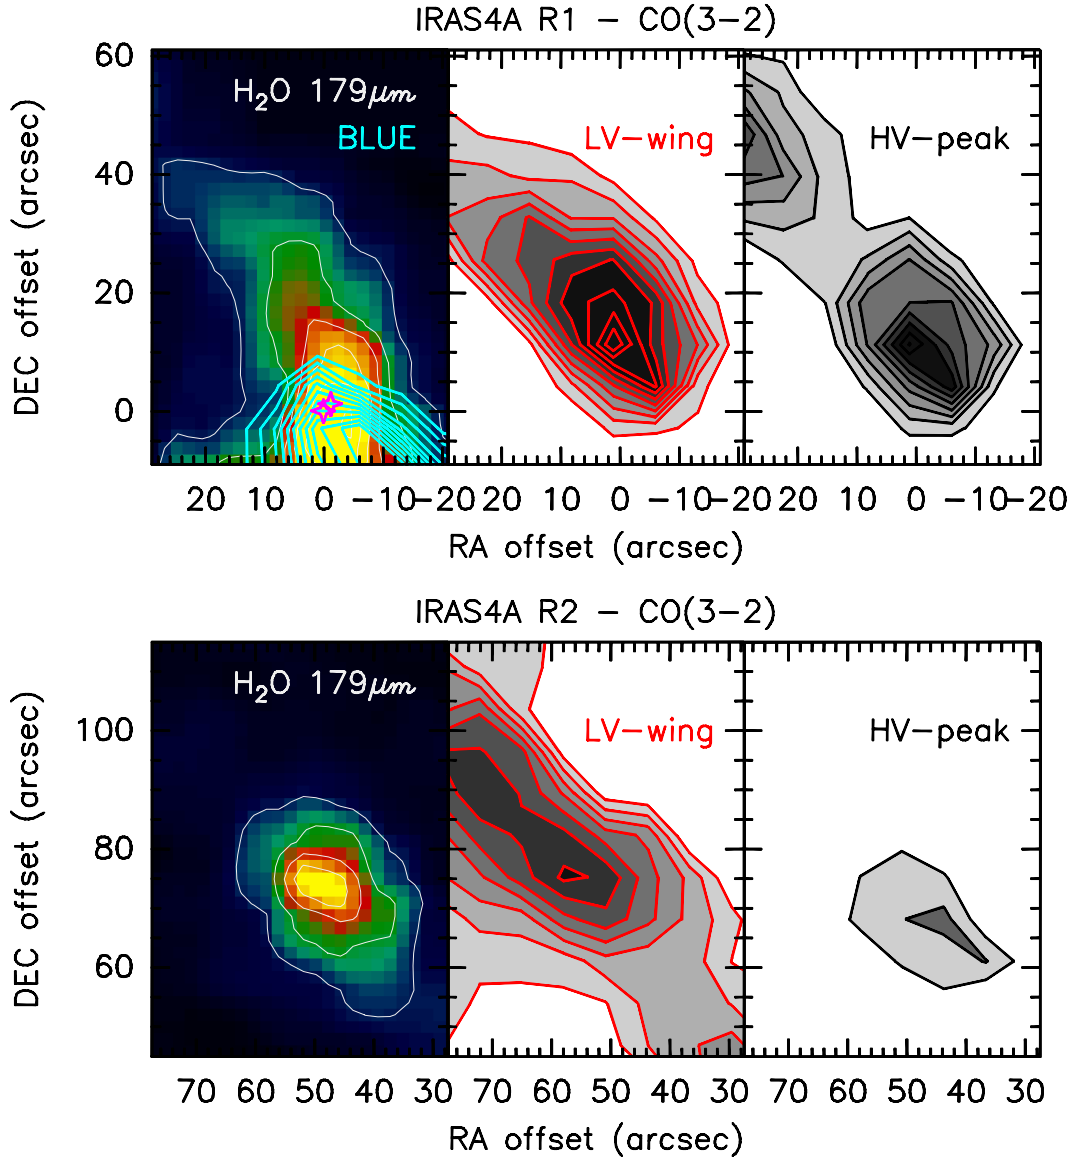 IRAS4A R1 − CO(3−2)
H₂O 179μm
BLUE
LV−wing
HV−peak
60
40
20
0
DEC offset (arcsec)
20 10 0 −10 −20 20 10 0 −10 −20 20 10 0 −10 −20
RA offset (arcsec)
IRAS4A R2 − CO(3−2)
H₂O 179μm
LV−wing
HV−peak
100
80
60
DEC offset (arcsec)
70 60 50 40 30 70 60 50 40 30 70 60 50 40 30
RA offset (arcsec)